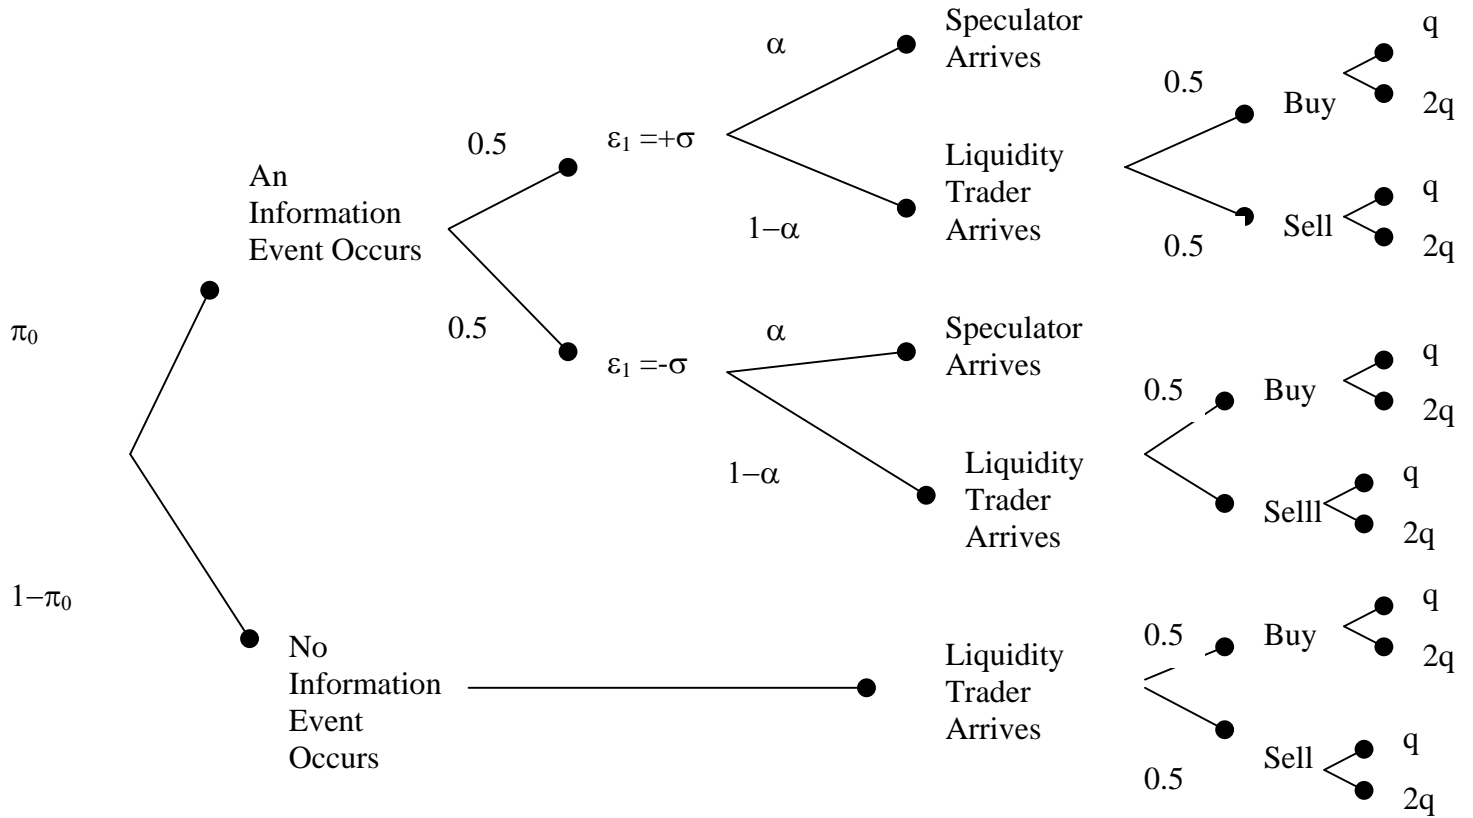 Speculator
Arrives
α
q
0.5
Buy
2q
0.5
ε₁ =+σ
An
Information
Event Occurs
Liquidity
Trader
Arrives
1−α
q
0.5
Sell
2q
π₀
0.5
α
ε₁ =-σ
Speculator
Arrives
q
0.5
Buy
2q
1−α
Liquidity
Trader
Arrives
q
Selll
2q
1−π₀
No
Information
Event
Occurs
Liquidity
Trader
Arrives
q
0.5
Buy
2q
q
0.5
Sell
2q